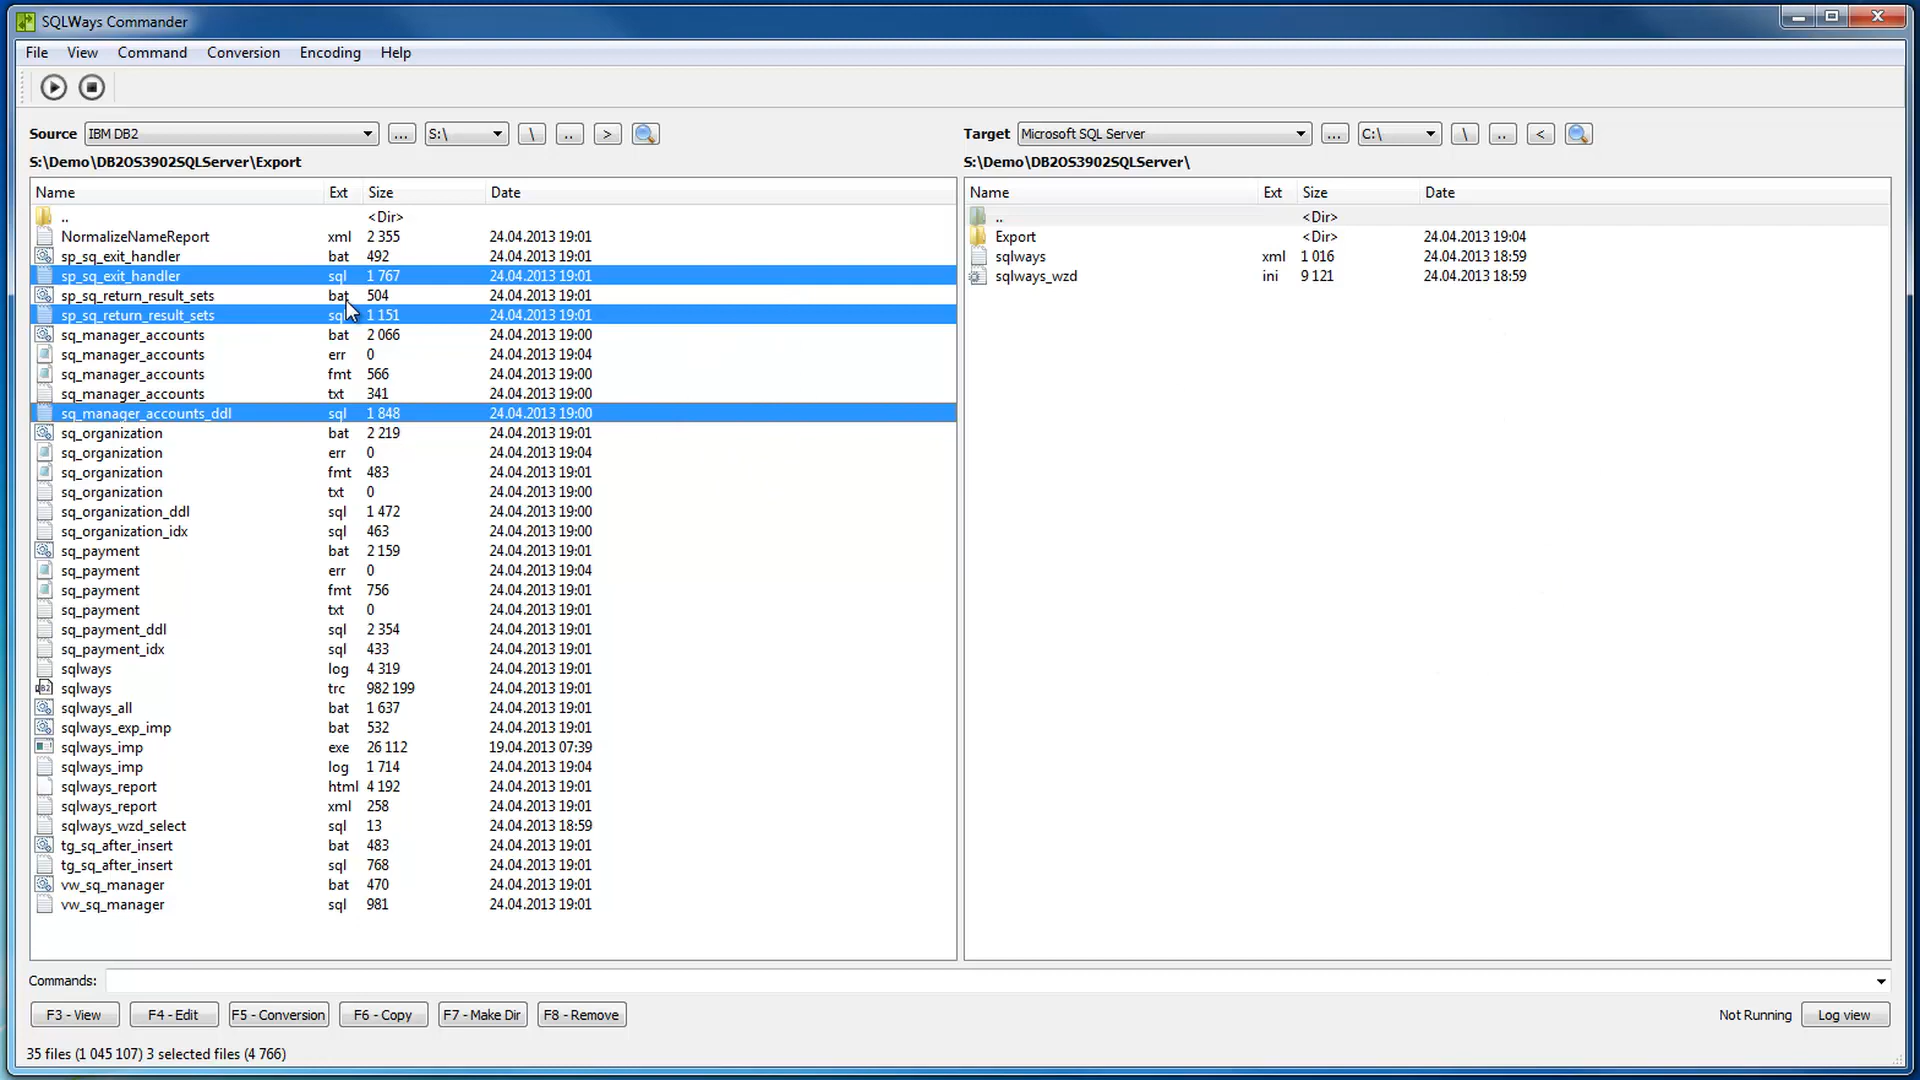 SQLWays Commander
File View Command Conversion Encoding Help
Source IBM DB2 ... S:\ \ .. > Target Microsoft SQL Server ... C:\ \ .. <
S:\Demo\DB2OS3902SQLServer\Export S:\Demo\DB2OS3902SQLServer\
Name Ext Size Date Name Ext Size Date
.. <Dir> .. <Dir>
NormalizeNameReport xml 2 355 24.04.2013 19:01 Export <Dir> 24.04.2013 19:04
sp_sq_exit_handler bat 492 24.04.2013 19:01 sqlways xml 1 016 24.04.2013 18:59
sp_sq_exit_handler sql 1 767 24.04.2013 19:01 sqlways_wzd ini 9 121 24.04.2013 18:59
sp_sq_return_result_sets bat 504 24.04.2013 19:01
sp_sq_return_result_sets sql 1 151 24.04.2013 19:01
sq_manager_accounts bat 2 066 24.04.2013 19:00
sq_manager_accounts err 0 24.04.2013 19:04
sq_manager_accounts fmt 566 24.04.2013 19:00
sq_manager_accounts txt 341 24.04.2013 19:00
sq_manager_accounts_ddl sql 1 848 24.04.2013 19:00
sq_organization bat 2 219 24.04.2013 19:01
sq_organization err 0 24.04.2013 19:04
sq_organization fmt 483 24.04.2013 19:01
sq_organization txt 0 24.04.2013 19:00
sq_organization_ddl sql 1 472 24.04.2013 19:00
sq_organization_idx sql 463 24.04.2013 19:00
sq_payment bat 2 159 24.04.2013 19:01
sq_payment err 0 24.04.2013 19:04
sq_payment fmt 756 24.04.2013 19:01
sq_payment txt 0 24.04.2013 19:01
sq_payment_ddl sql 2 354 24.04.2013 19:01
sq_payment_idx sql 433 24.04.2013 19:01
sqlways log 4 319 24.04.2013 19:01
sqlways trc 982 199 24.04.2013 19:01
sqlways_all bat 1 637 24.04.2013 19:01
sqlways_exp_imp bat 532 24.04.2013 19:01
sqlways_imp exe 26 112 19.04.2013 07:39
sqlways_imp log 1 714 24.04.2013 19:04
sqlways_report html 4 192 24.04.2013 19:01
sqlways_report xml 258 24.04.2013 19:01
sqlways_wzd_select sql 13 24.04.2013 18:59
tg_sq_after_insert bat 483 24.04.2013 19:01
tg_sq_after_insert sql 768 24.04.2013 19:01
vw_sq_manager bat 470 24.04.2013 19:01
vw_sq_manager sql 981 24.04.2013 19:01
Commands:
F3 - View F4 - Edit F5 - Conversion F6 - Copy F7 - Make Dir F8 - Remove Not Running Log view
35 files (1 045 107) 3 selected files (4 766)